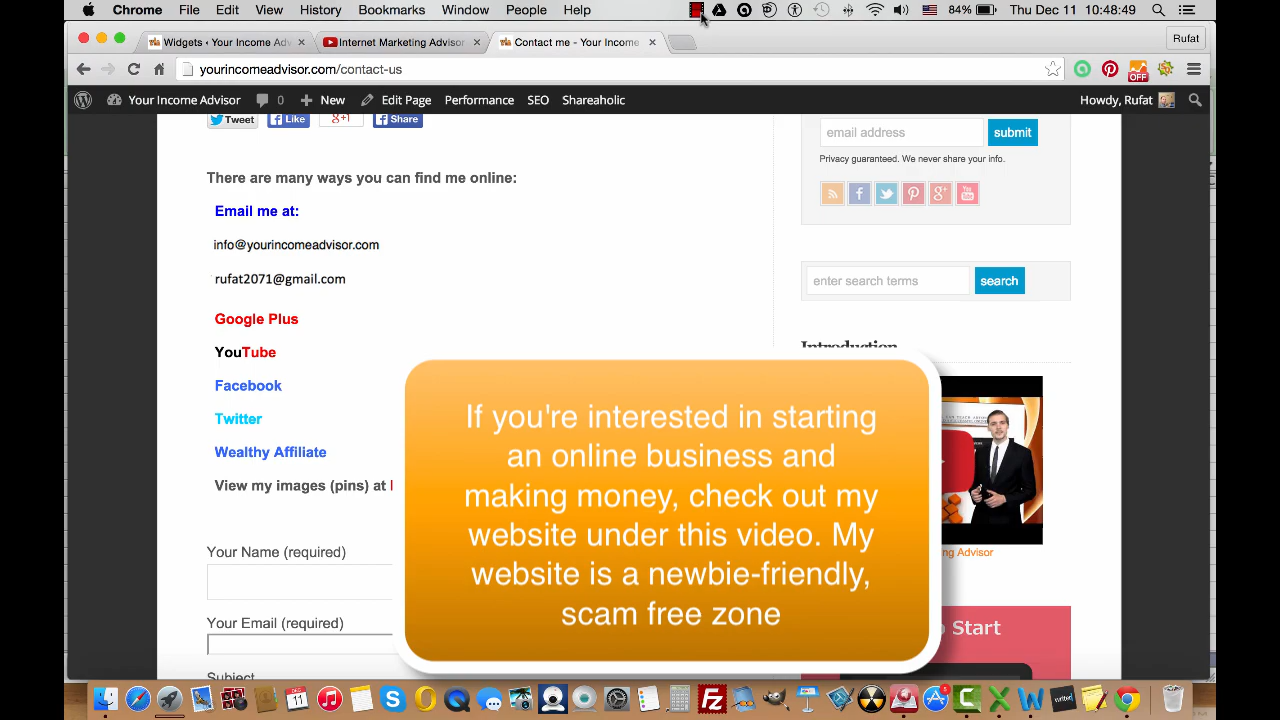 Chrome File Edit View History Bookmarks Window People Help 84% Thu Dec 11 10:48:49
Widgets ‹ Your Income Adv Internet Marketing Advisor Contact me - Your Income Rufat
yourincomeadvisor.com/contact-us OFF
Your Income Advisor 0 New Edit Page Performance SEO Shareaholic Howdy, Rufat
Tweet Like +1 Share
email address submit
Privacy guaranteed. We never share your info.
There are many ways you can find me online:
Email me at:
info@yourincomeadvisor.com
rufat2071@gmail.com
enter search terms search
Google Plus
Introduction
YouTube
Facebook
Twitter
Wealthy Affiliate
View my images (pins) at
If you're interested in starting
an online business and
making money, check out my
website under this video. My
website is a newbie-friendly,
scam free zone
Advisor
Your Name (required)
Your Email (required)
Start
Subject